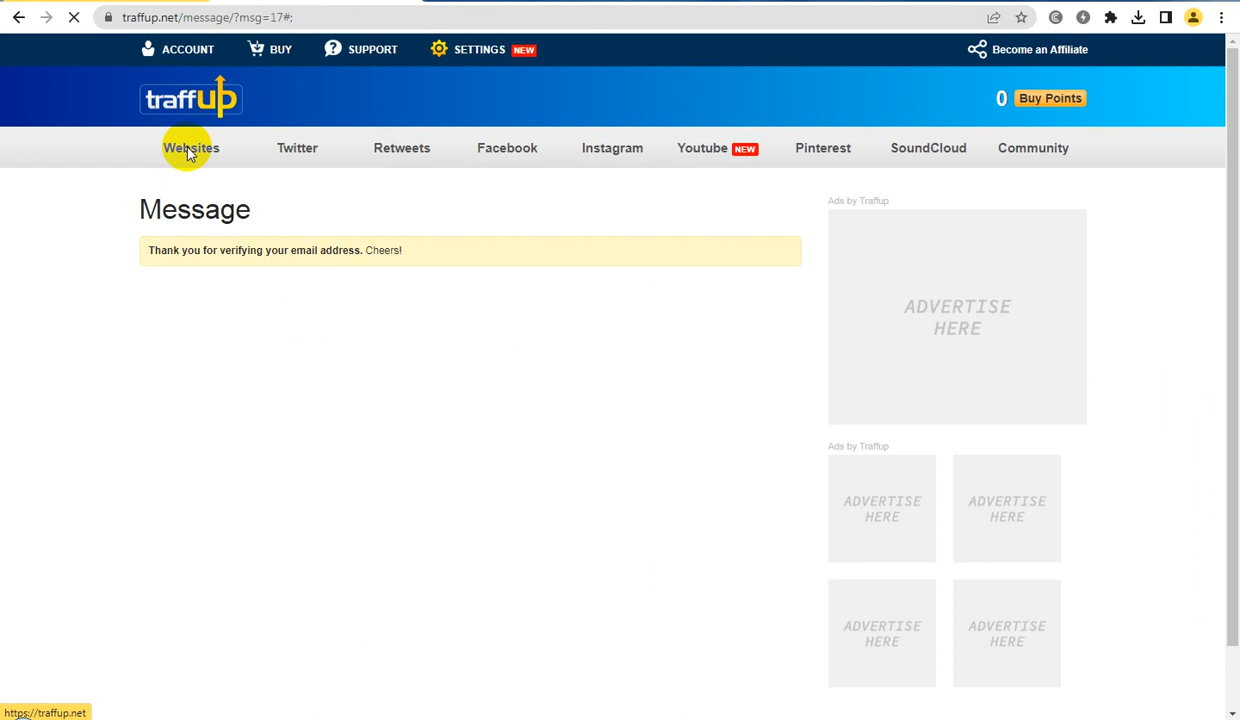 traffup.net/message/?msg=17#;
ACCOUNT BUY SUPPORT SETTINGS NEW Become an Affiliate
traffup 0 Buy Points
Websites Twitter Retweets Facebook Instagram Youtube NEW Pinterest SoundCloud Community
Message
Thank you for verifying your email address. Cheers!
Ads by Traffup
ADVERTISE
HERE
Ads by Traffup
ADVERTISE ADVERTISE
HERE HERE
ADVERTISE ADVERTISE
HERE HERE
https://traffup.net